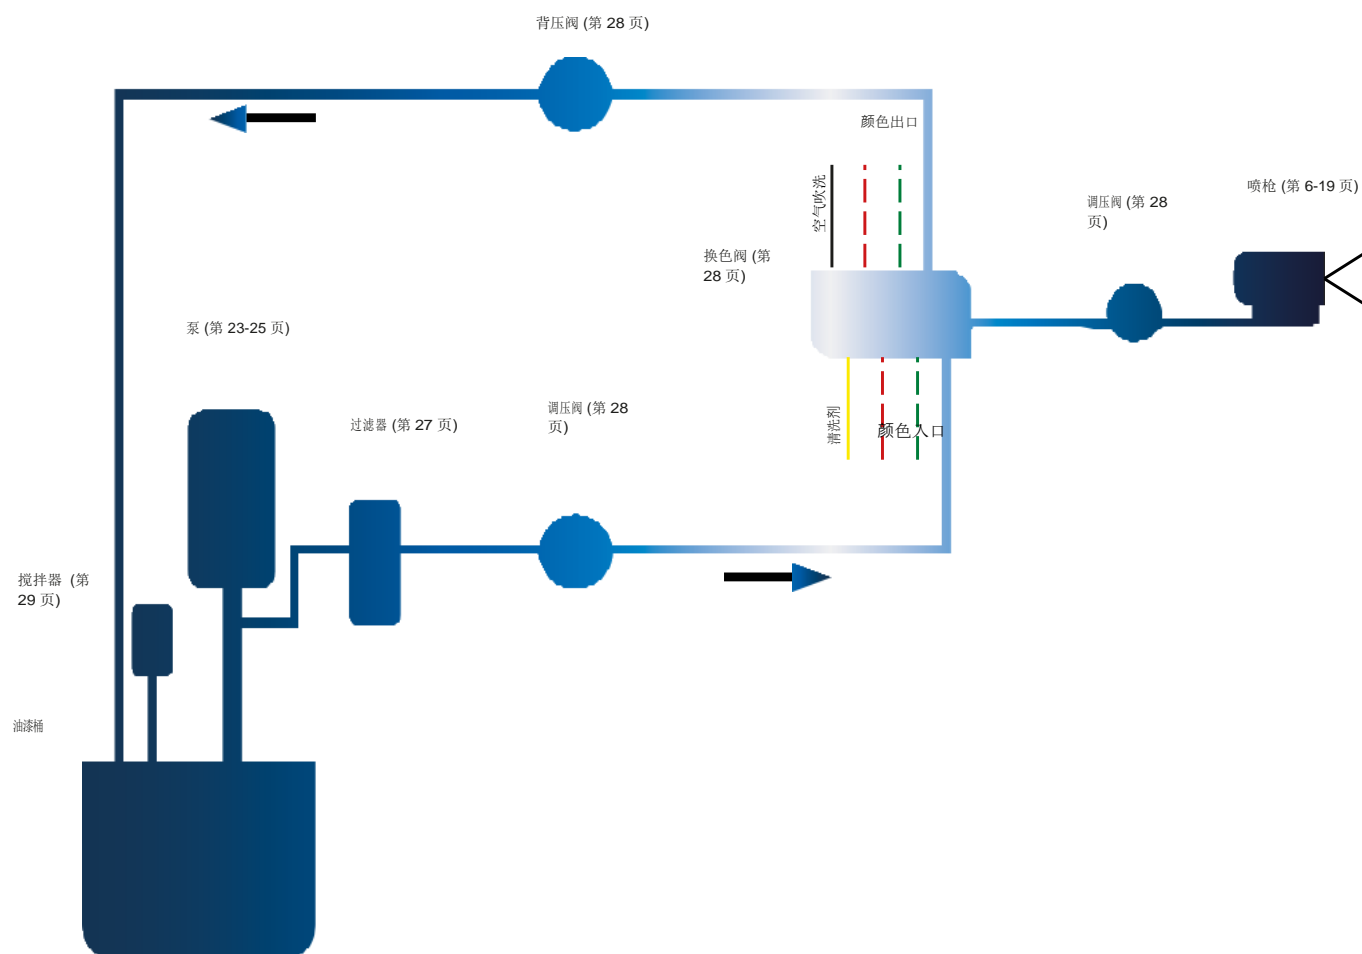 背压阀 (第 28 页)
颜色出口
空气吹洗
喷枪 (第 6-19 页)
调压阀 (第 28
页)
换色阀 (第
28 页)
泵 (第 23-25 页)
过滤器 (第 27 页)
调压阀 (第 28
页)
清洗剂
颜色入口
搅拌器 (第
29 页)
油漆桶